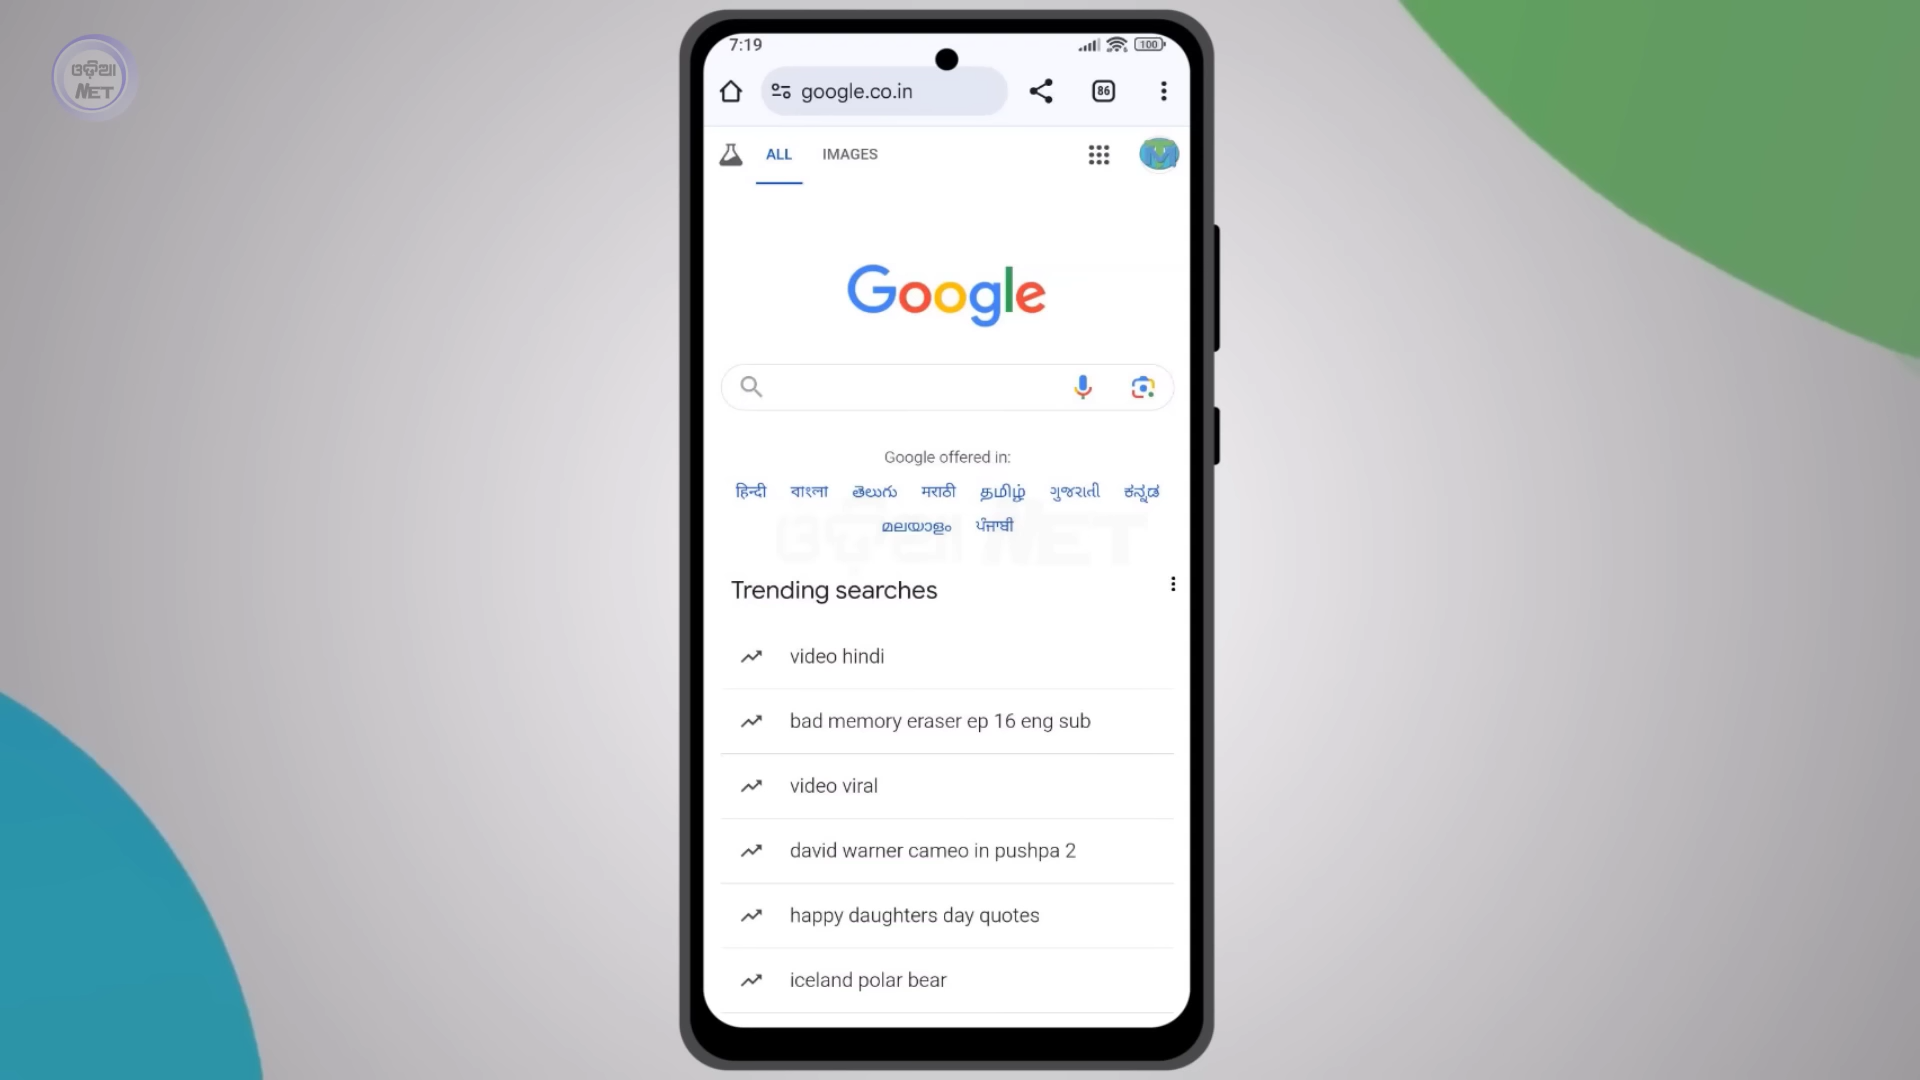 ଓଡ଼ିଆ
NET
7:19
100
google.co.in
86
ALL IMAGES
M
Google
Google offered in:
हिन्दी বাংলা తెలుగు मराठी தமிழ் ગુજરાતી ಕನ್ನಡ
മലയാളം ਪੰਜਾਬੀ
ଓଡ଼ିଆ NET
Trending searches
video hindi
bad memory eraser ep 16 eng sub
video viral
david warner cameo in pushpa 2
happy daughters day quotes
iceland polar bear